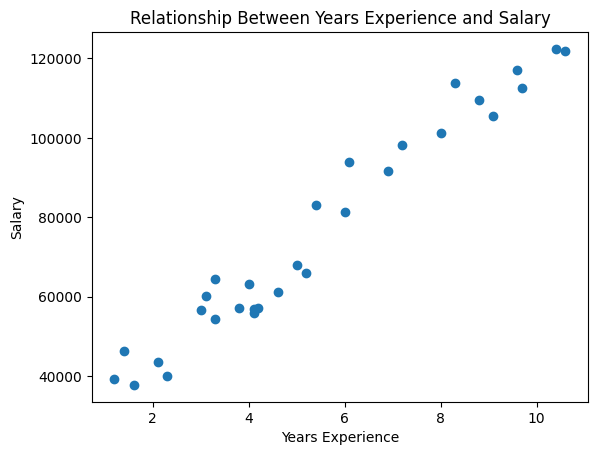 Relationship Between Years Experience and Salary
120000
100000
80000
60000
40000
Salary
2 4 6 8 10
Years Experience